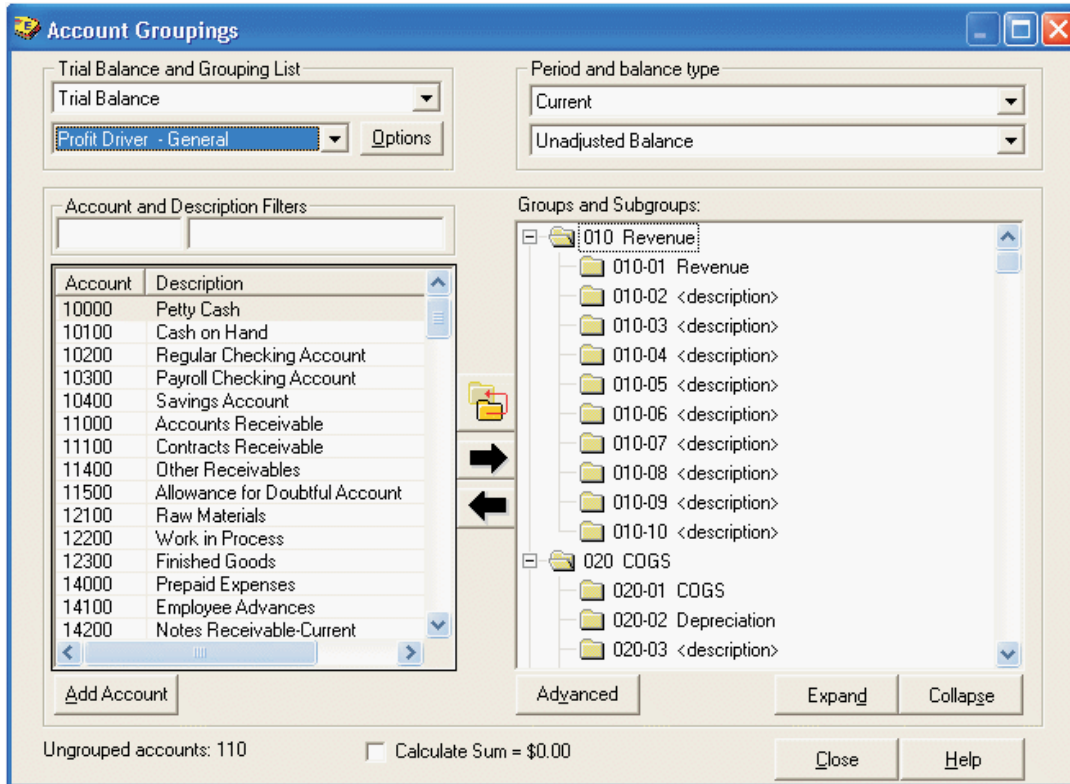 Account Groupings
Trial Balance and Grouping List
Trial Balance
Profit Driver - General
Options
Period and balance type
Current
Unadjusted Balance
Account and Description Filters
Account Description
10000 Petty Cash
10100 Cash on Hand
10200 Regular Checking Account
10300 Payroll Checking Account
10400 Savings Account
11000 Accounts Receivable
11100 Contracts Receivable
11400 Other Receivables
11500 Allowance for Doubtful Account
12100 Raw Materials
12200 Work in Process
12300 Finished Goods
14000 Prepaid Expenses
14100 Employee Advances
14200 Notes Receivable-Current
Add Account
Groups and Subgroups:
010 Revenue
010-01 Revenue
010-02 <description>
010-03 <description>
010-04 <description>
010-05 <description>
010-06 <description>
010-07 <description>
010-08 <description>
010-09 <description>
010-10 <description>
020 COGS
020-01 COGS
020-02 Depreciation
020-03 <description>
Advanced
Expand
Collapse
Ungrouped accounts: 110
Calculate Sum = $0.00
Close
Help